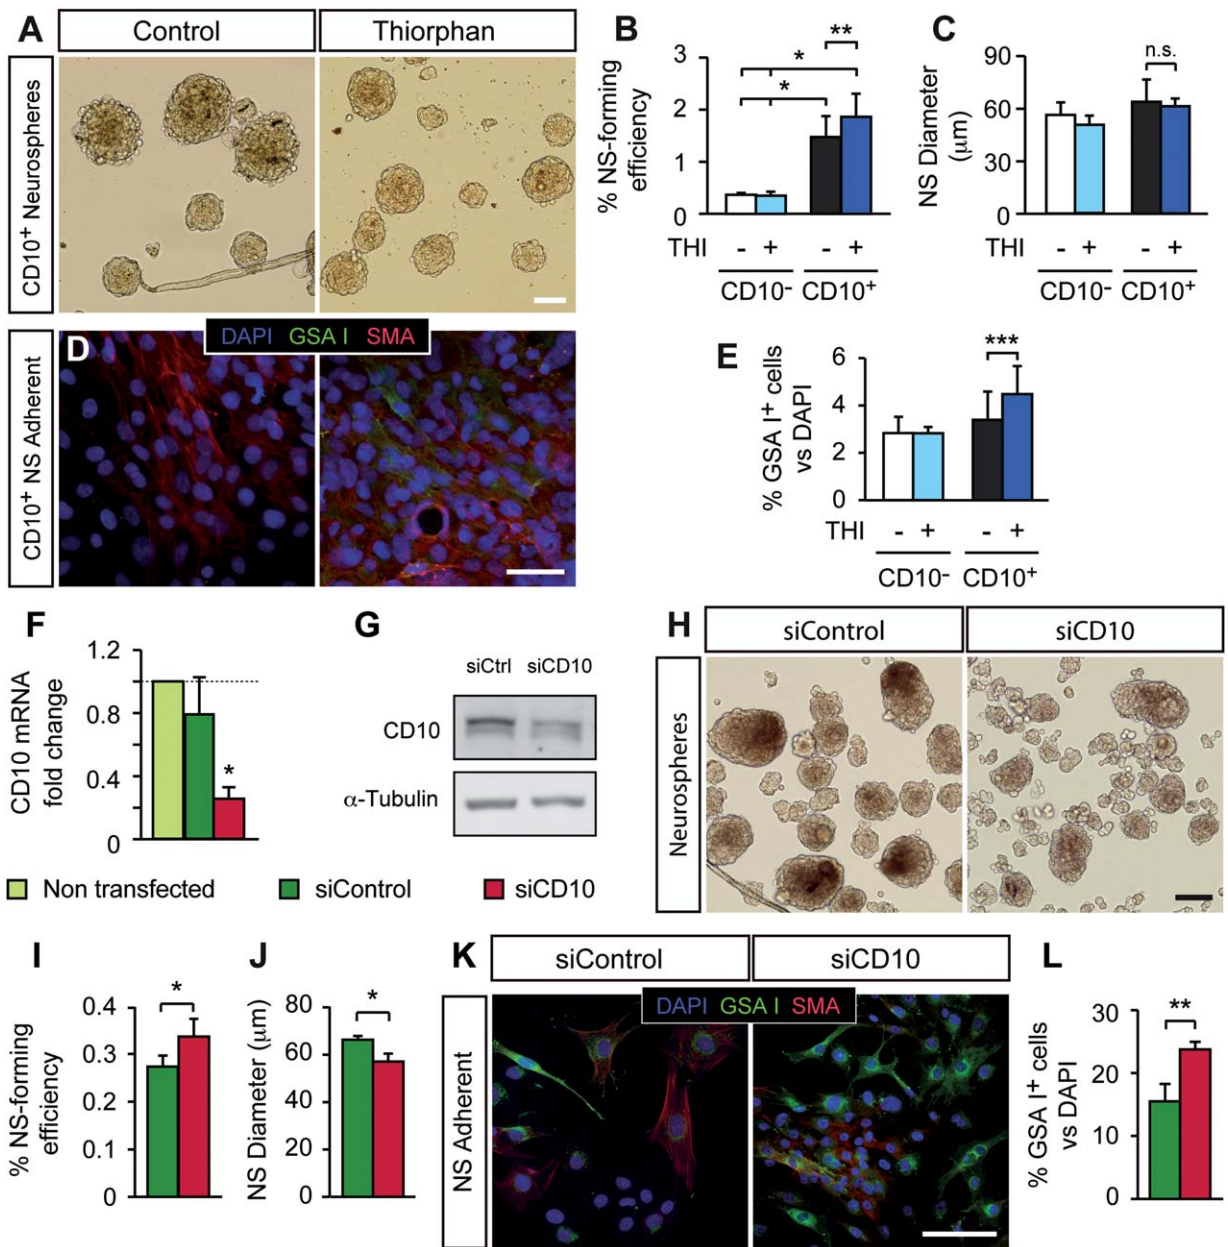 A
Control
Thiorphan
CD10+ Neurospheres
B
% NS-forming
efficiency
3
2
1
0
*
*
**
THI
- + - +
CD10- CD10+
C
NS Diameter
(μm)
90
60
30
0
n.s.
THI
- + - +
CD10- CD10+
D
DAPI GSA I SMA
CD10+ NS Adherent
E
% GSA I+ cells
vs DAPI
6
4
2
0
***
THI
- + - +
CD10- CD10+
F
CD10 mRNA
fold change
1.2
0.8
0.4
0
*
G
siCtrl siCD10
CD10
α-Tubulin
H
siControl
siCD10
Neurospheres
Non transfected
siControl
siCD10
I
% NS-forming
efficiency
0.4
0.3
0.2
0.1
0
*
J
NS Diameter (μm)
80
60
40
20
0
*
K
siControl
siCD10
DAPI GSA I SMA
NS Adherent
L
% GSA I+ cells
vs DAPI
30
20
10
0
**